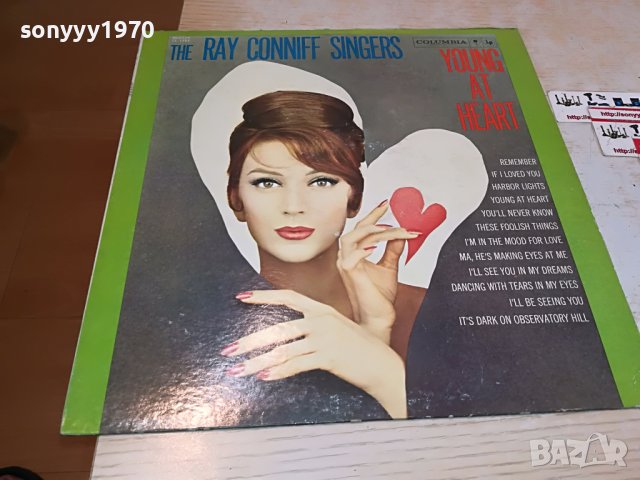 sonyyy1970
THE RAY CONNIFF SINGERS
COLUMBIA
YOUNG
AT
HEART
REMEMBER
IF I LOVED YOU
HARBOR LIGHTS
YOUNG AT HEART
YOU'LL NEVER KNOW
THESE FOOLISH THINGS
I'M IN THE MOOD FOR LOVE
MA, HE'S MAKING EYES AT ME
I'LL SEE YOU IN MY DREAMS
DANCING WITH TEARS IN MY EYES
I'LL BE SEEING YOU
IT'S DARK ON OBSERVATORY HILL
sonyyy1970
BAZAR